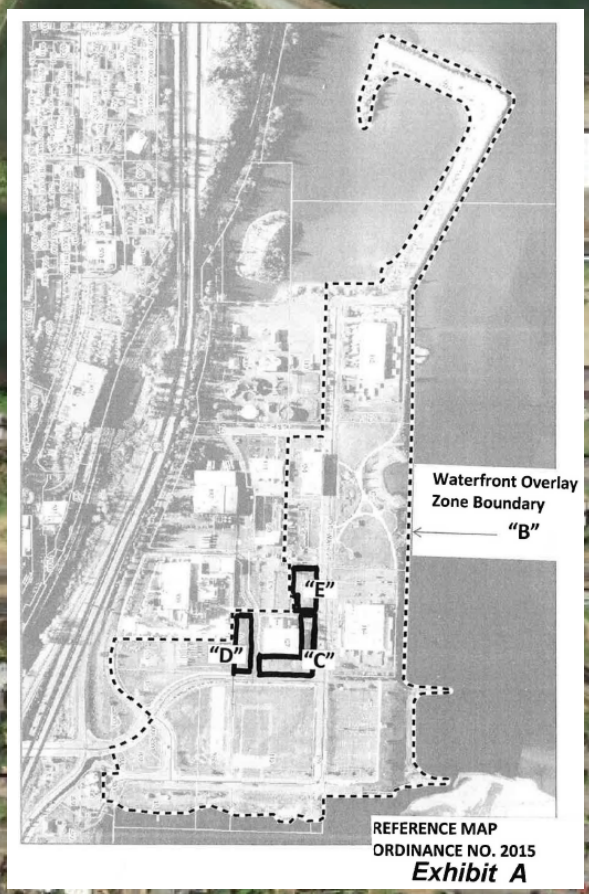 Waterfront Overlay
Zone Boundary
“B”
“E”
“D”
“C”
REFERENCE MAP
ORDINANCE NO. 2015
Exhibit A